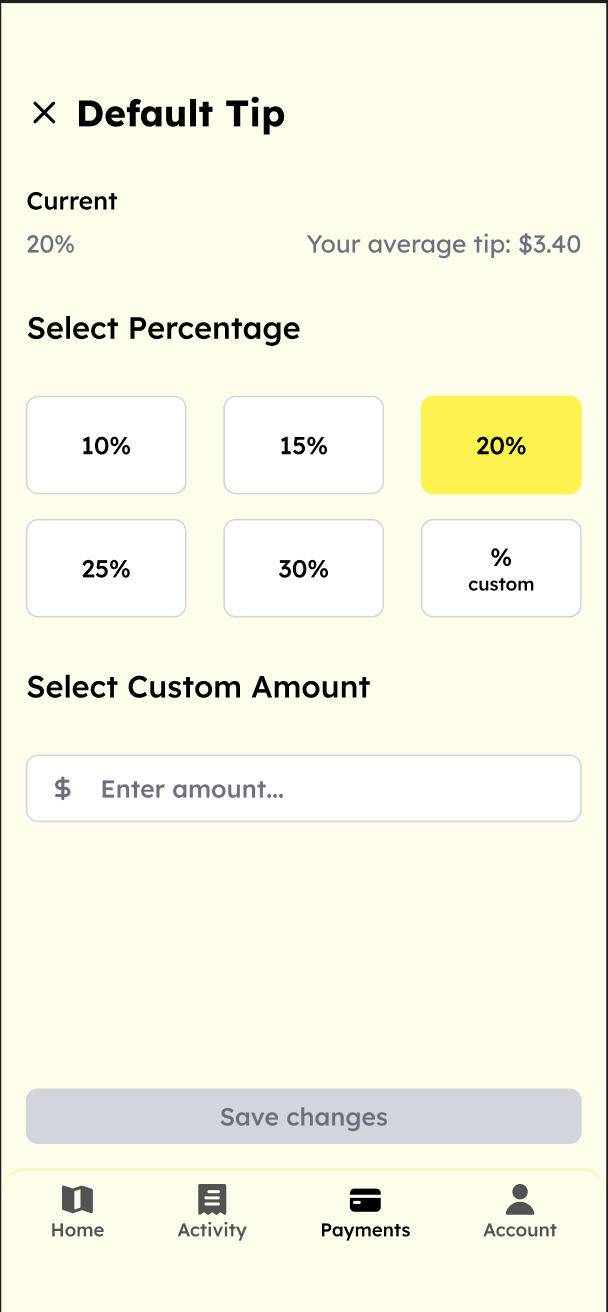 Default Tip
Current
20%
Your average tip: $3.40
Select Percentage
10%
15%
20%
25%
30%
%
custom
Select Custom Amount
$ Enter amount...
Save changes
Home
Activity
Payments
Account